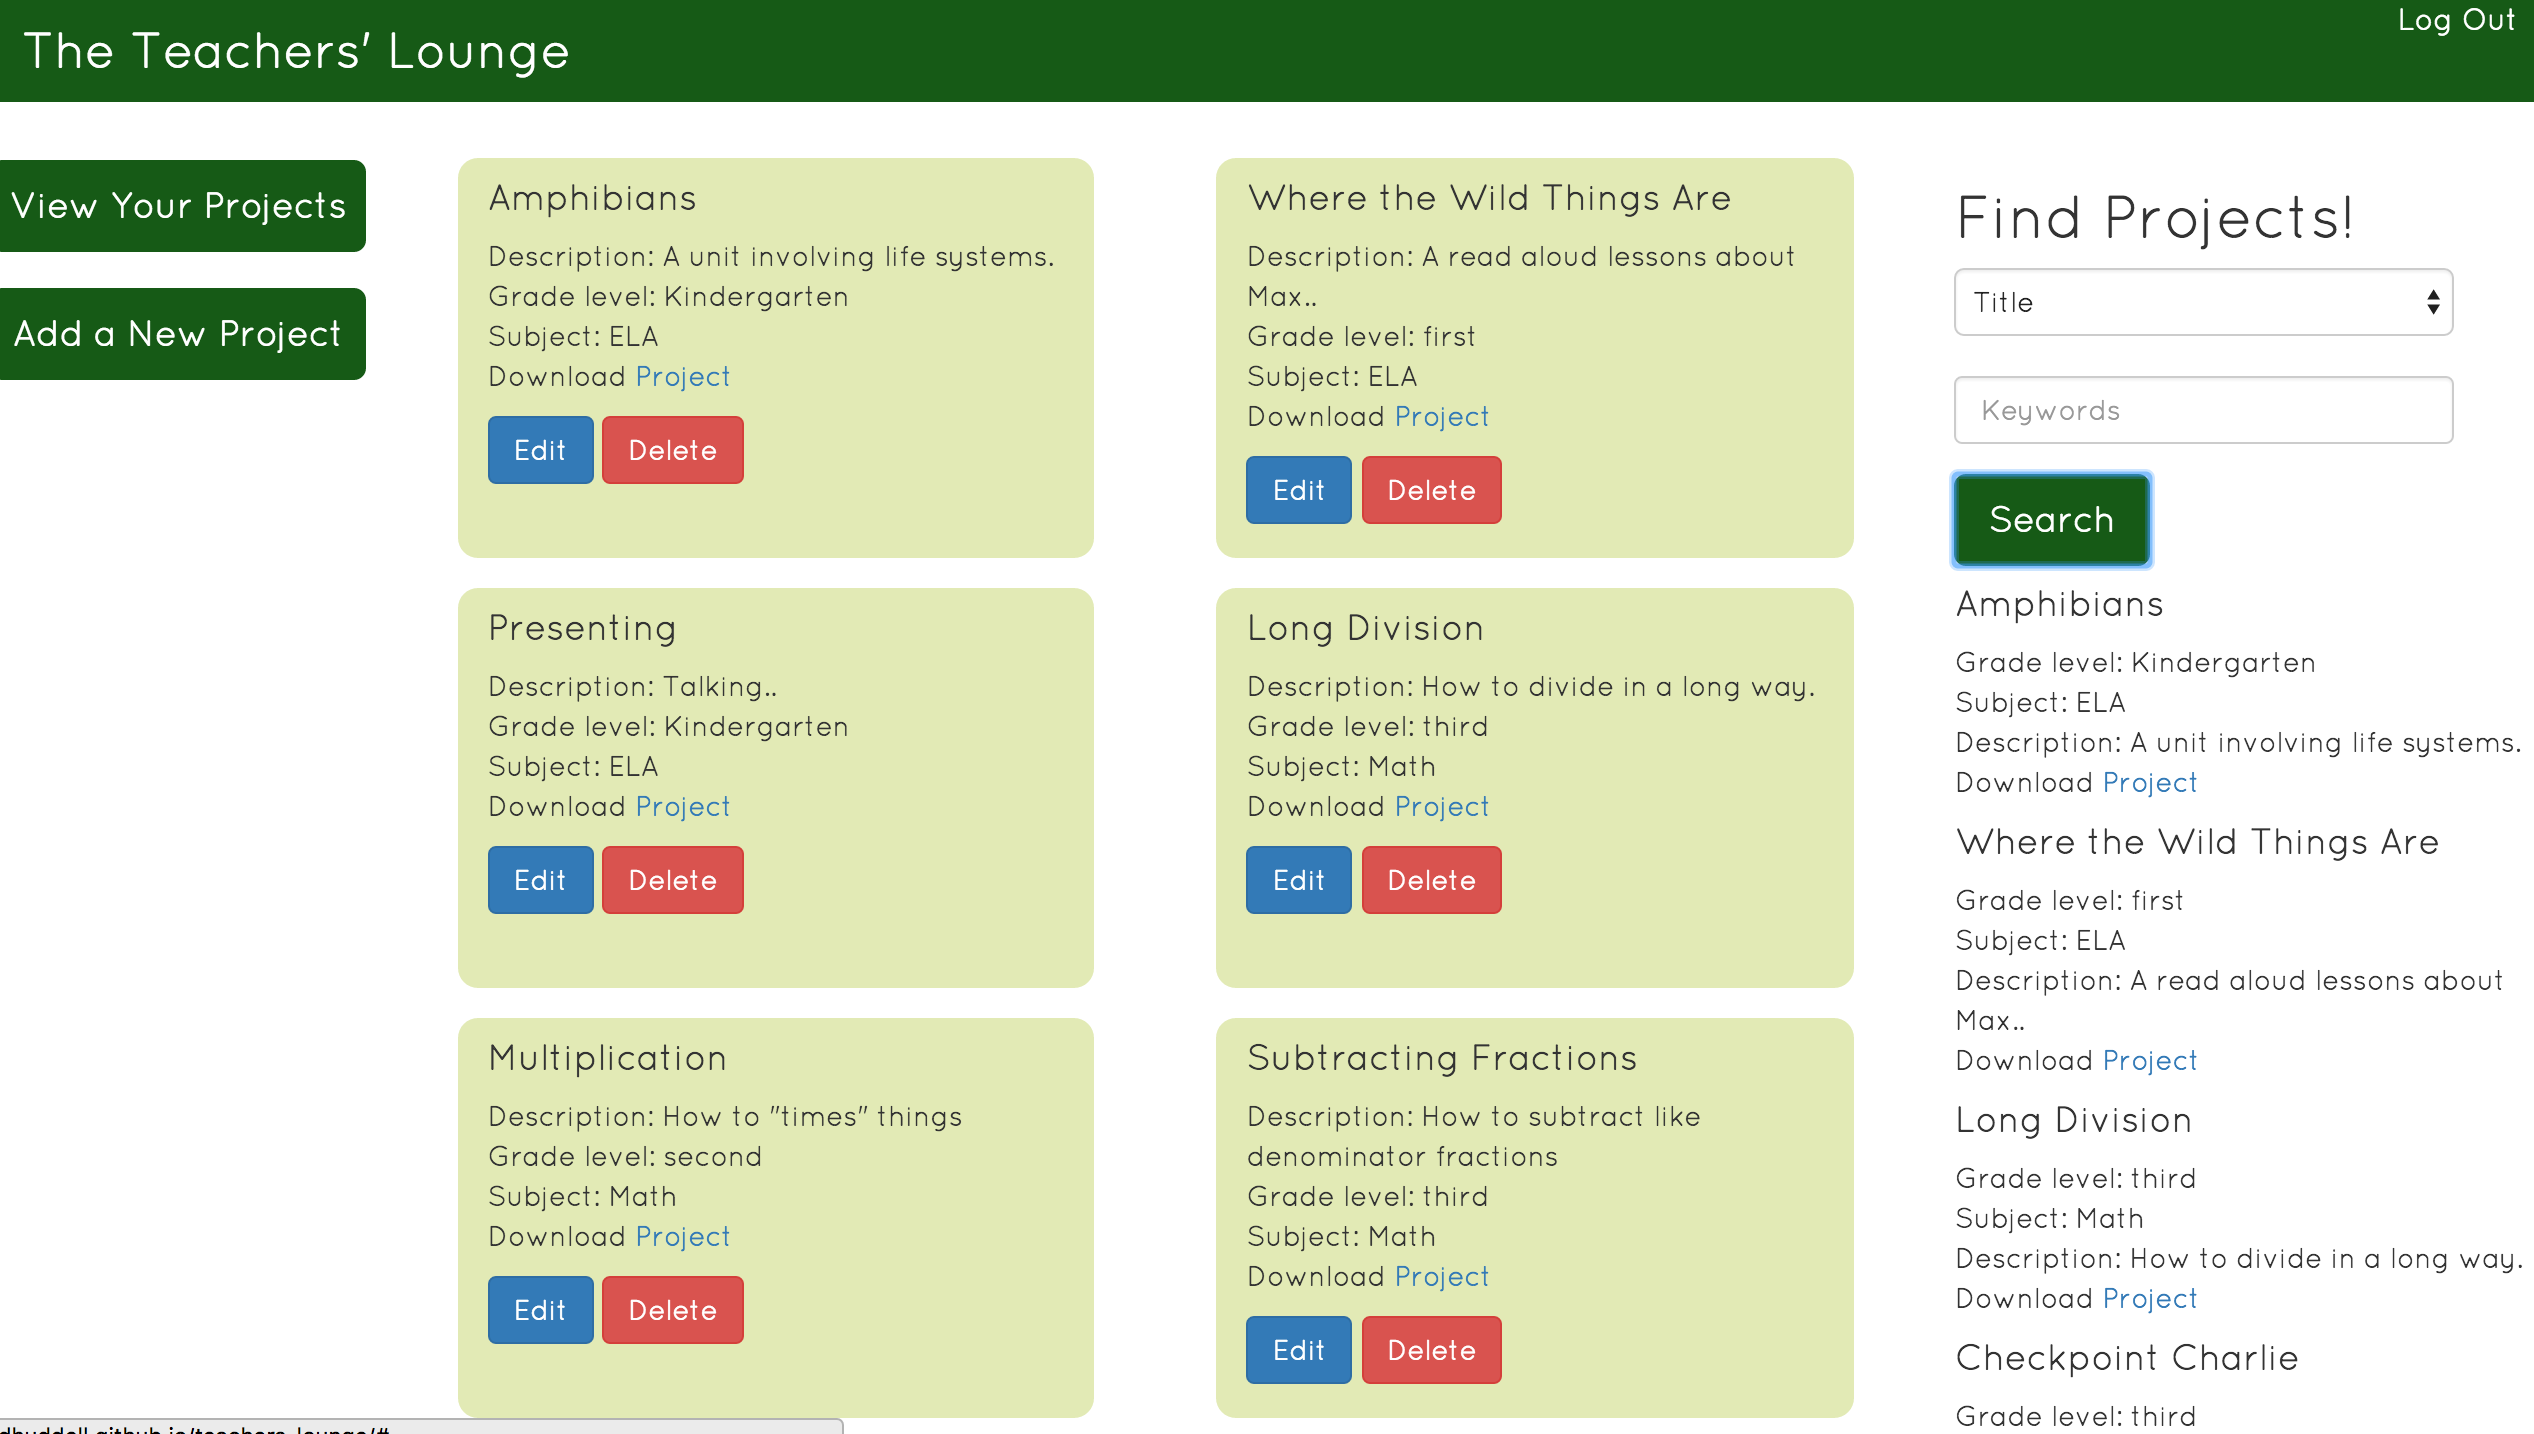 The Teachers' Lounge
Log Out
View Your Projects
Add a New Project
Amphibians
Description: A unit involving life systems.
Grade level: Kindergarten
Subject: ELA
Download Project
Edit Delete
Where the Wild Things Are
Description: A read aloud lessons about
Max..
Grade level: first
Subject: ELA
Download Project
Edit Delete
Presenting
Description: Talking..
Grade level: Kindergarten
Subject: ELA
Download Project
Edit Delete
Long Division
Description: How to divide in a long way.
Grade level: third
Subject: Math
Download Project
Edit Delete
Multiplication
Description: How to "times" things
Grade level: second
Subject: Math
Download Project
Edit Delete
Subtracting Fractions
Description: How to subtract like
denominator fractions
Grade level: third
Subject: Math
Download Project
Edit Delete
Find Projects!
Title
Keywords
Search
Amphibians
Grade level: Kindergarten
Subject: ELA
Description: A unit involving life systems.
Download Project
Where the Wild Things Are
Grade level: first
Subject: ELA
Description: A read aloud lessons about
Max..
Download Project
Long Division
Grade level: third
Subject: Math
Description: How to divide in a long way.
Download Project
Checkpoint Charlie
Grade level: third